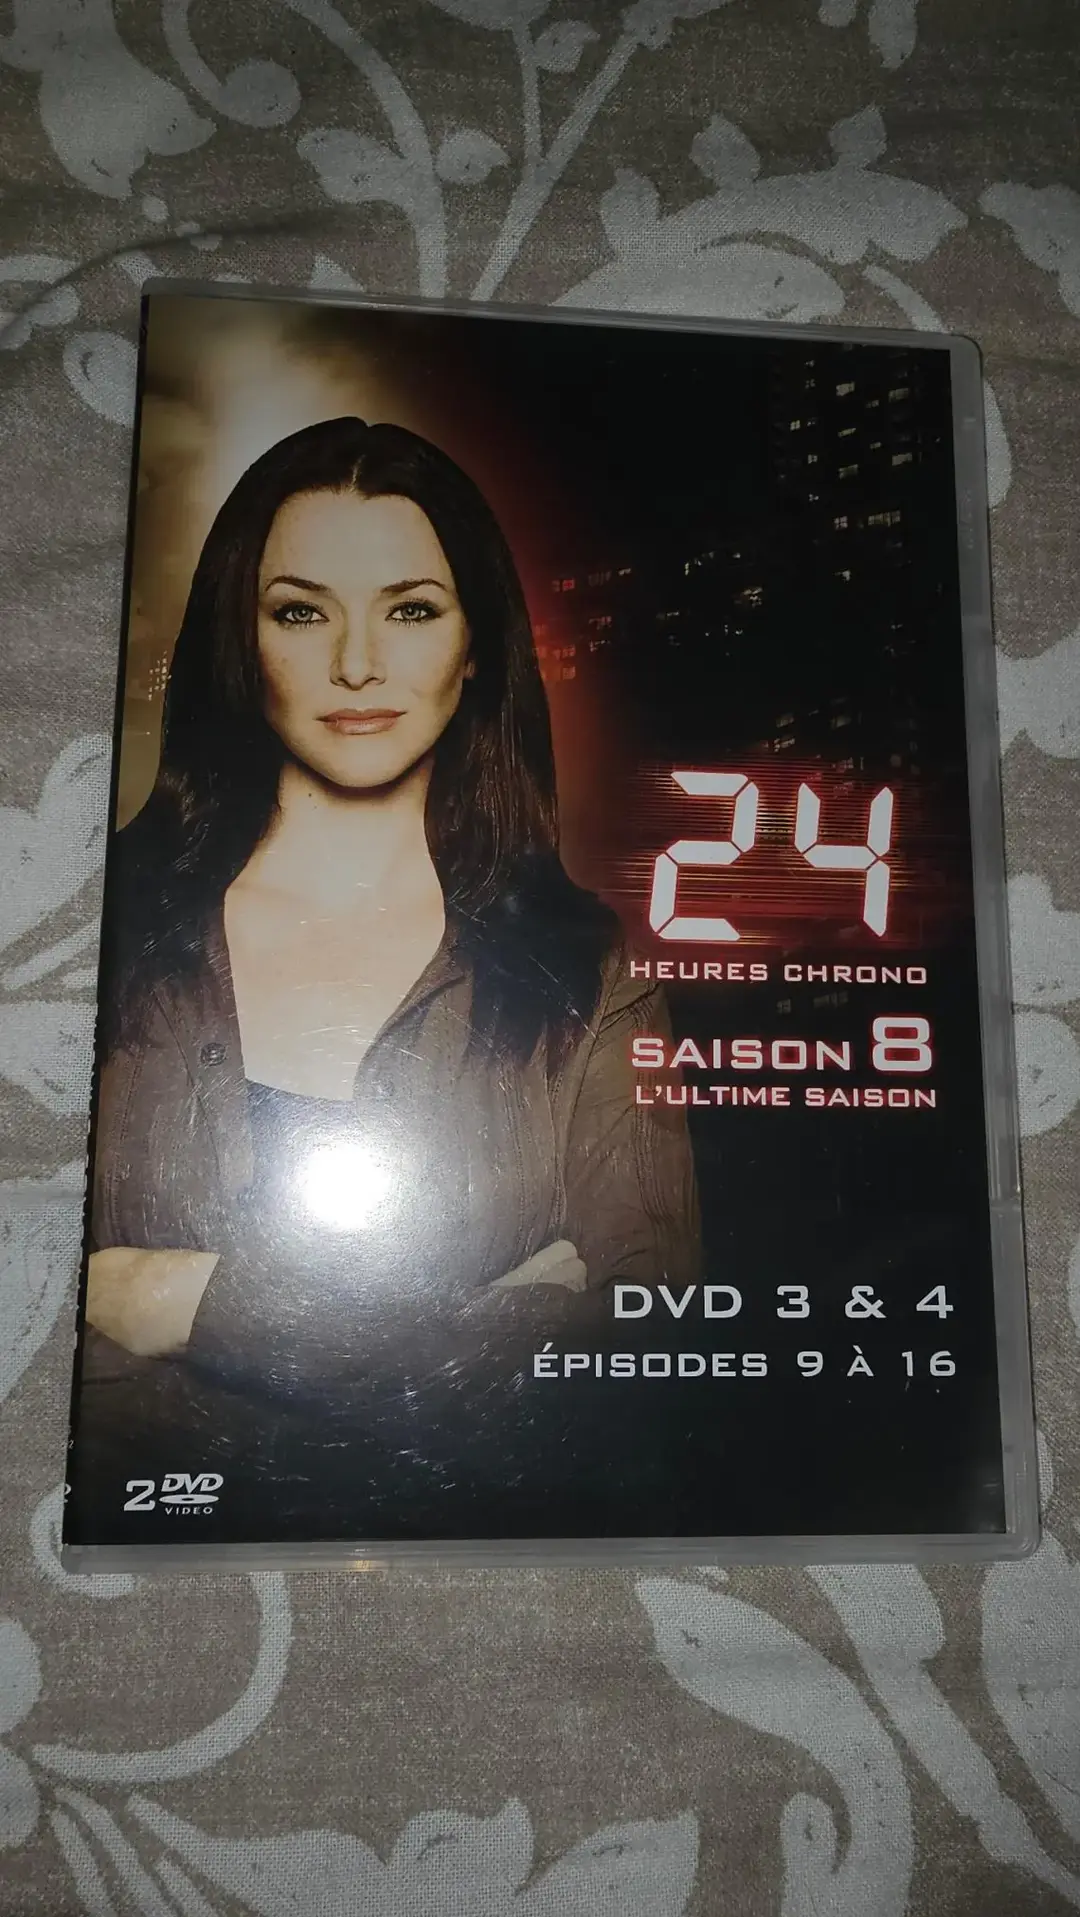 24
HEURES CHRONO
SAISON 8
L'ULTIME SAISON
DVD 3 & 4
ÉPISODES 9 À 16
2 DVD
VIDEO